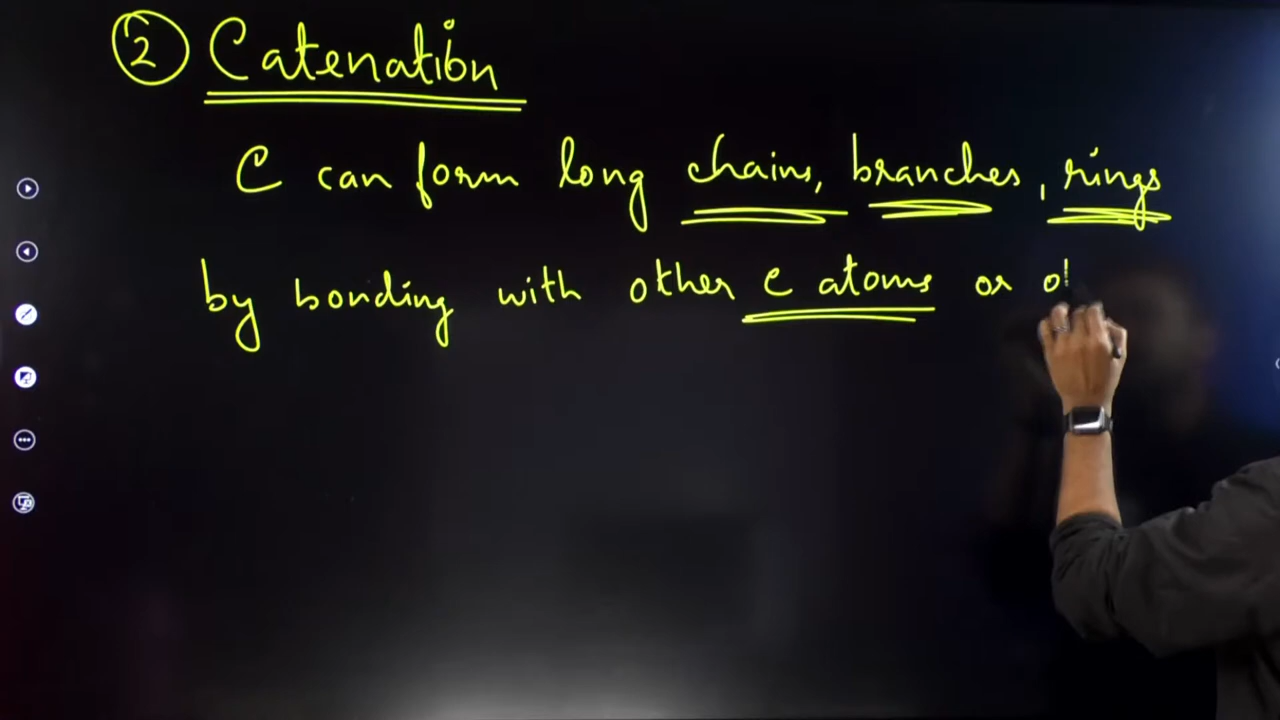 ② Catenation
C can form long chains, branches, rings
by bonding with other C atoms or